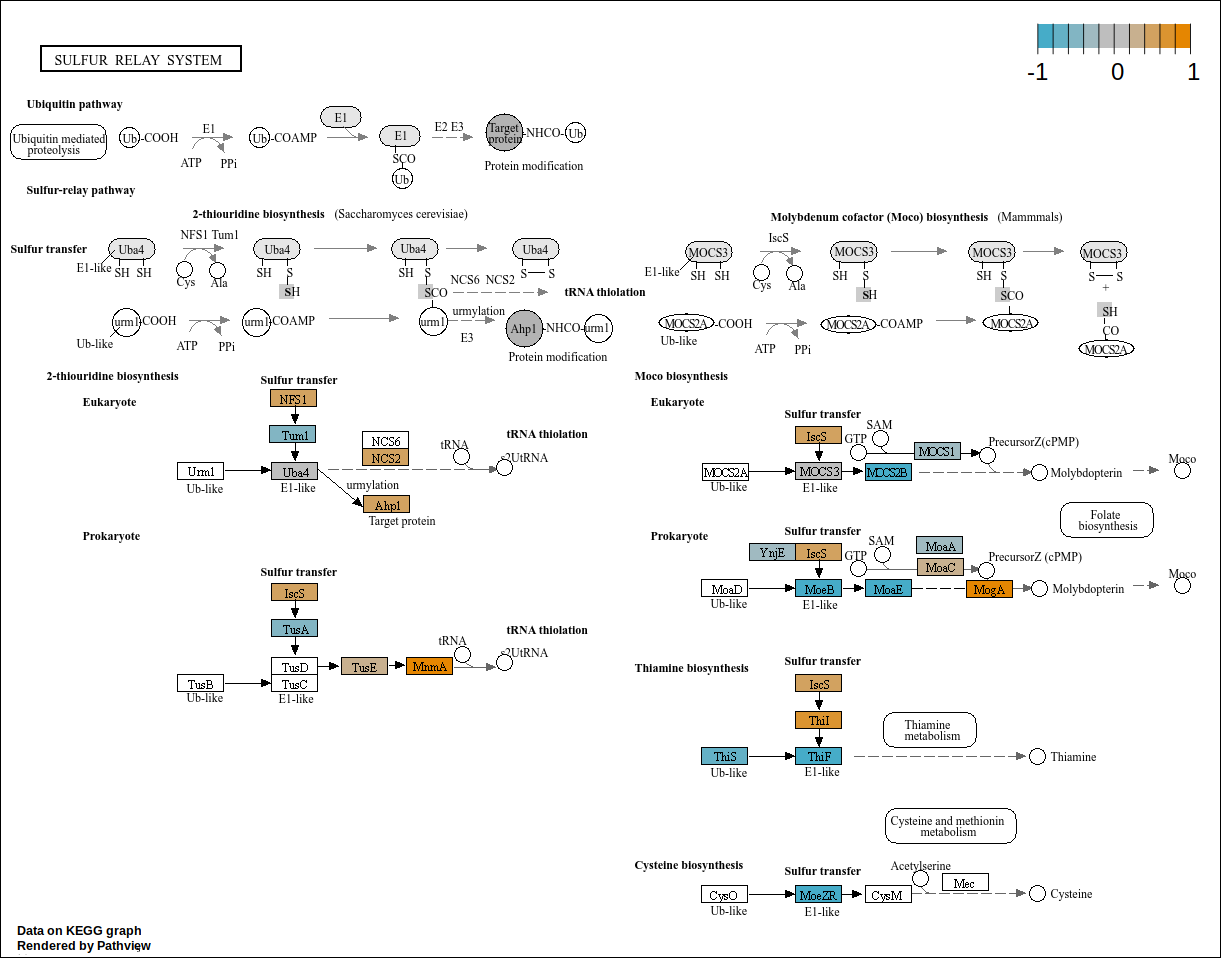 -1 0 1
SULFUR RELAY SYSTEM
Ubiquitin pathway
Ubiquitin mediated
proteolysis
Ub -COOH
E1
ATP PPi
Ub -COAMP
E1
E1
SCO
Ub
E2 E3
Target
protein
-NHCO- Ub
Protein modification
Sulfur-relay pathway
2-thiouridine biosynthesis (Saccharomyces cerevisiae)
Sulfur transfer
Uba4
E1-like
SH SH
NFS1 Tum1
Cys Ala
Uba4
SH S
SH
Uba4
SH S
SCO
Uba4
S S
NCS6 NCS2
tRNA thiolation
urm1 -COOH
Ub-like
ATP PPi
urm1 -COAMP
urm1
urmylation
E3
Ahp1
-NHCO- urm1
Protein modification
Molybdenum cofactor (Moco) biosynthesis (Mammmals)
MOCS3
E1-like
SH SH
IscS
Cys Ala
MOCS3
SH S
SH
MOCS3
SH S
SCO
MOCS3
S S
+
SH
CO
MOCS2A
MOCS2A -COOH
Ub-like
ATP PPi
MOCS2A -COAMP
MOCS2A
2-thiouridine biosynthesis
Eukaryote
Sulfur transfer
NFS1
Tum1
Urm1
Ub-like
Uba4
E1-like
NCS6
NCS2
tRNA
tRNA thiolation
2UtRNA
urmylation
Ahp1
Target protein
Prokaryote
Sulfur transfer
IscS
TusA
TusD
TusB
TusC
Ub-like
E1-like
TusE
MnmA
tRNA
tRNA thiolation
2UtRNA
Moco biosynthesis
Eukaryote
Sulfur transfer
IscS
GTP
SAM
MOCS1
PrecursorZ(cPMP)
MOCS2A
Ub-like
MOCS3
E1-like
MOCS2B
Molybdopterin
Moco
Folate
biosynthesis
Prokaryote
Sulfur transfer
YnjE
IscS
GTP
SAM
MoaA
MoaC
PrecursorZ (cPMP)
MoaD
Ub-like
MoeB
E1-like
MoaE
MogA
Molybdopterin
Moco
Thiamine biosynthesis
Sulfur transfer
IscS
ThiI
ThiS
Ub-like
ThiF
E1-like
Thiamine
metabolism
Thiamine
Cysteine and methionin
metabolism
Cysteine biosynthesis
Sulfur transfer
Acetylserine
Mec
CysO
Ub-like
MoeZR
E1-like
CysM
Cysteine
Data on KEGG graph
Rendered by Pathview